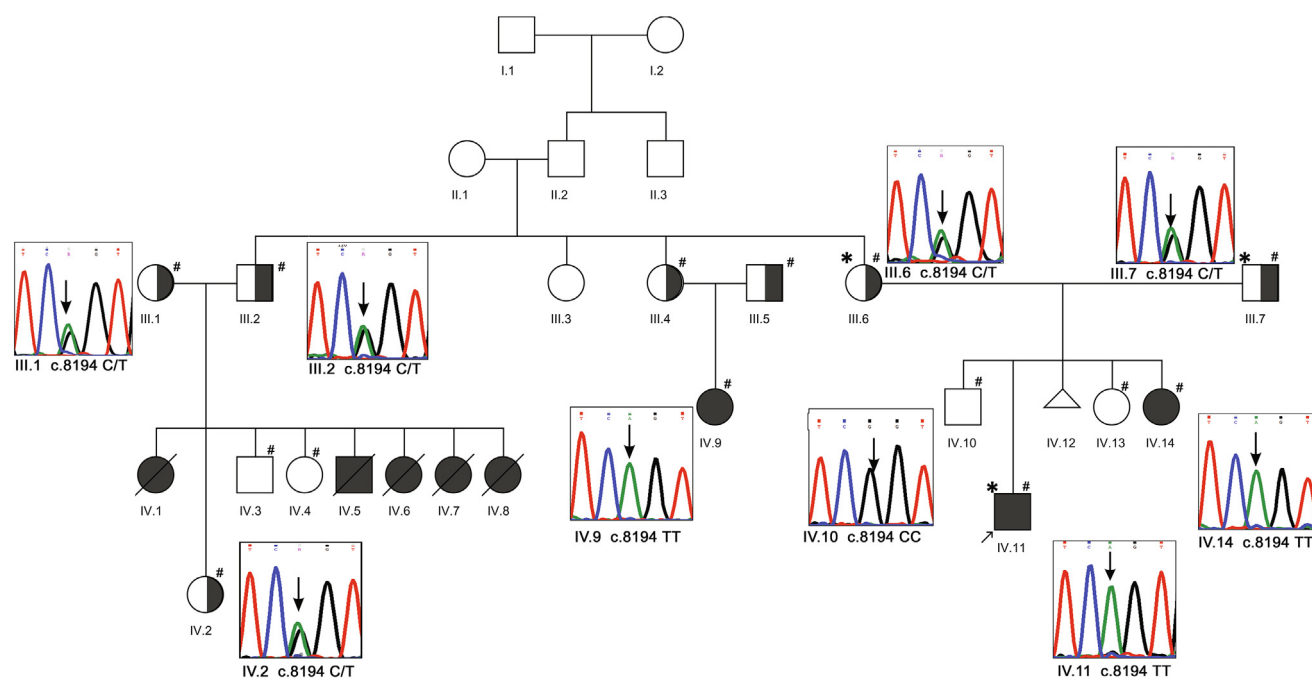 I.1 I.2
II.1 II.2 II.3
T C N G T
III.6 c.8194 C/T
T C N G T
III.7 c.8194 C/T
T C N G T
III.1 c.8194 C/T
T C N G T
III.2 c.8194 C/T
# # # # * # * #
III.1 III.2 III.3 III.4 III.5 III.6 III.7
# # # # # #
IV.1 IV.3 IV.4 IV.5 IV.6 IV.7 IV.8 IV.9 IV.10 IV.12 IV.13 IV.14
T C A G T
IV.9 c.8194 TT
T C G G T
IV.10 c.8194 CC
* #
IV.11
T C A G T
IV.14 c.8194 TT
#
IV.2
T C N G T
IV.2 c.8194 C/T
T C A G T
IV.11 c.8194 TT